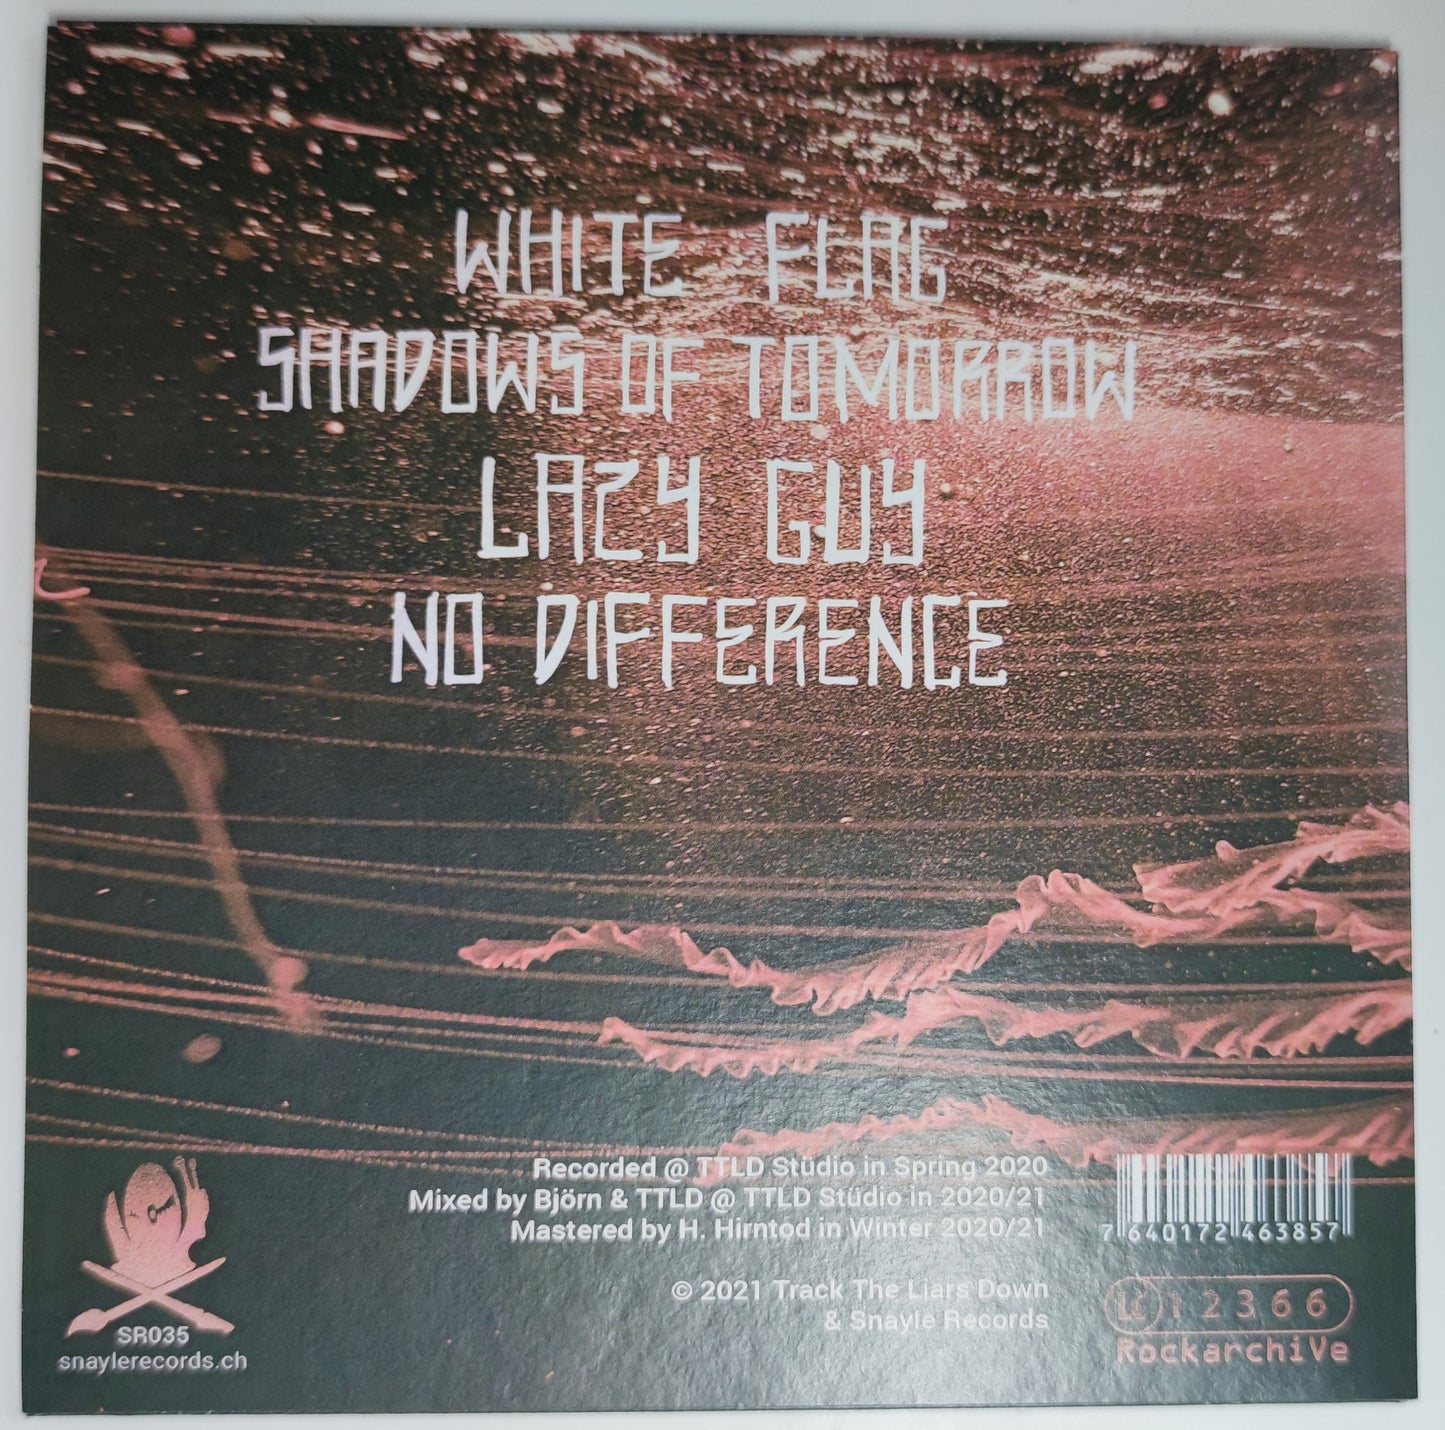 WHITE FLAG
SHADOWS OF TOMORROW
LAZY GUY
NO DIFFERENCE
Recorded @ TTLD Studio in Spring 2020
Mixed by Björn & TTLD @ TTLD Studio in 2020/21
Mastered by H. Hirntod in Winter 2020/21
7 640172 463857
© 2021 Track The Liars Down
& Snayle Records
LC 12366
RockarchiVe
SR035
snaylerecords.ch